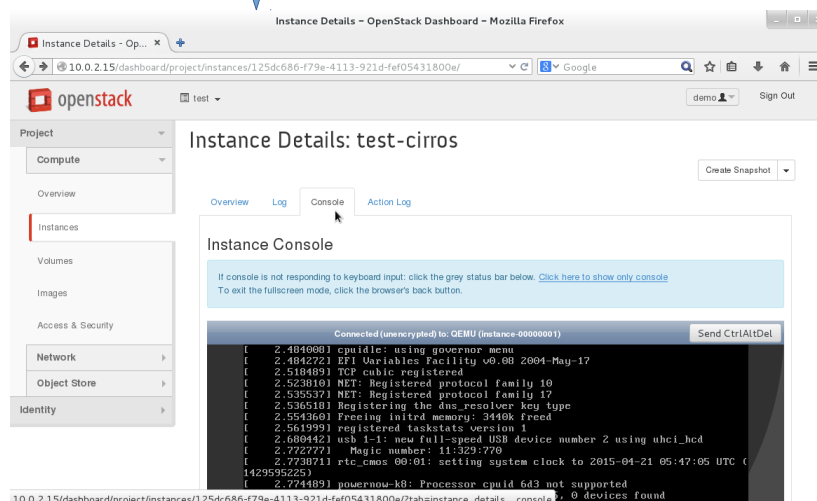 Instance Details - OpenStack Dashboard - Mozilla Firefox
Instance Details - Op...
10.0.2.15/dashboard/project/instances/125dc686-f79e-4113-921d-fef05431800e/
Google
openstack
test
demo
Sign Out
Project
Compute
Overview
Instances
Volumes
Images
Access & Security
Network
Object Store
Identity
Instance Details: test-cirros
Create Snapshot
Overview Log Console Action Log
Instance Console
If console is not responding to keyboard input: click the grey status bar below. Click here to show only console
To exit the fullscreen mode, click the browser's back button.
Connected (unencrypted) to: QEMU (instance-00000001)
Send CtrlAltDel
[ 2.484008] cpuidle: using governor menu
[ 2.484272] EFI Variables Facility v0.08 2004-May-17
[ 2.518489] TCP cubic registered
[ 2.523810] NET: Registered protocol family 10
[ 2.535537] NET: Registered protocol family 17
[ 2.536518] Registering the dns_resolver key type
[ 2.554360] Freeing initrd memory: 3440k freed
[ 2.561999] registered taskstats version 1
[ 2.680442] usb 1-1: new full-speed USB device number 2 using uhci_hcd
[ 2.772777] Magic number: 11:329:770
[ 2.773871] rtc_cmos 00:01: setting system clock to 2015-04-21 05:47:05 UTC (
1429595225)
[ 2.774489] powernow-k8: Processor cpuid 6d3 not supported
, 0 devices found
10.0.2.15/dashboard/project/instances/125dc686-f79e-4113-921d-fef05431800e/?tab=instance_details__console